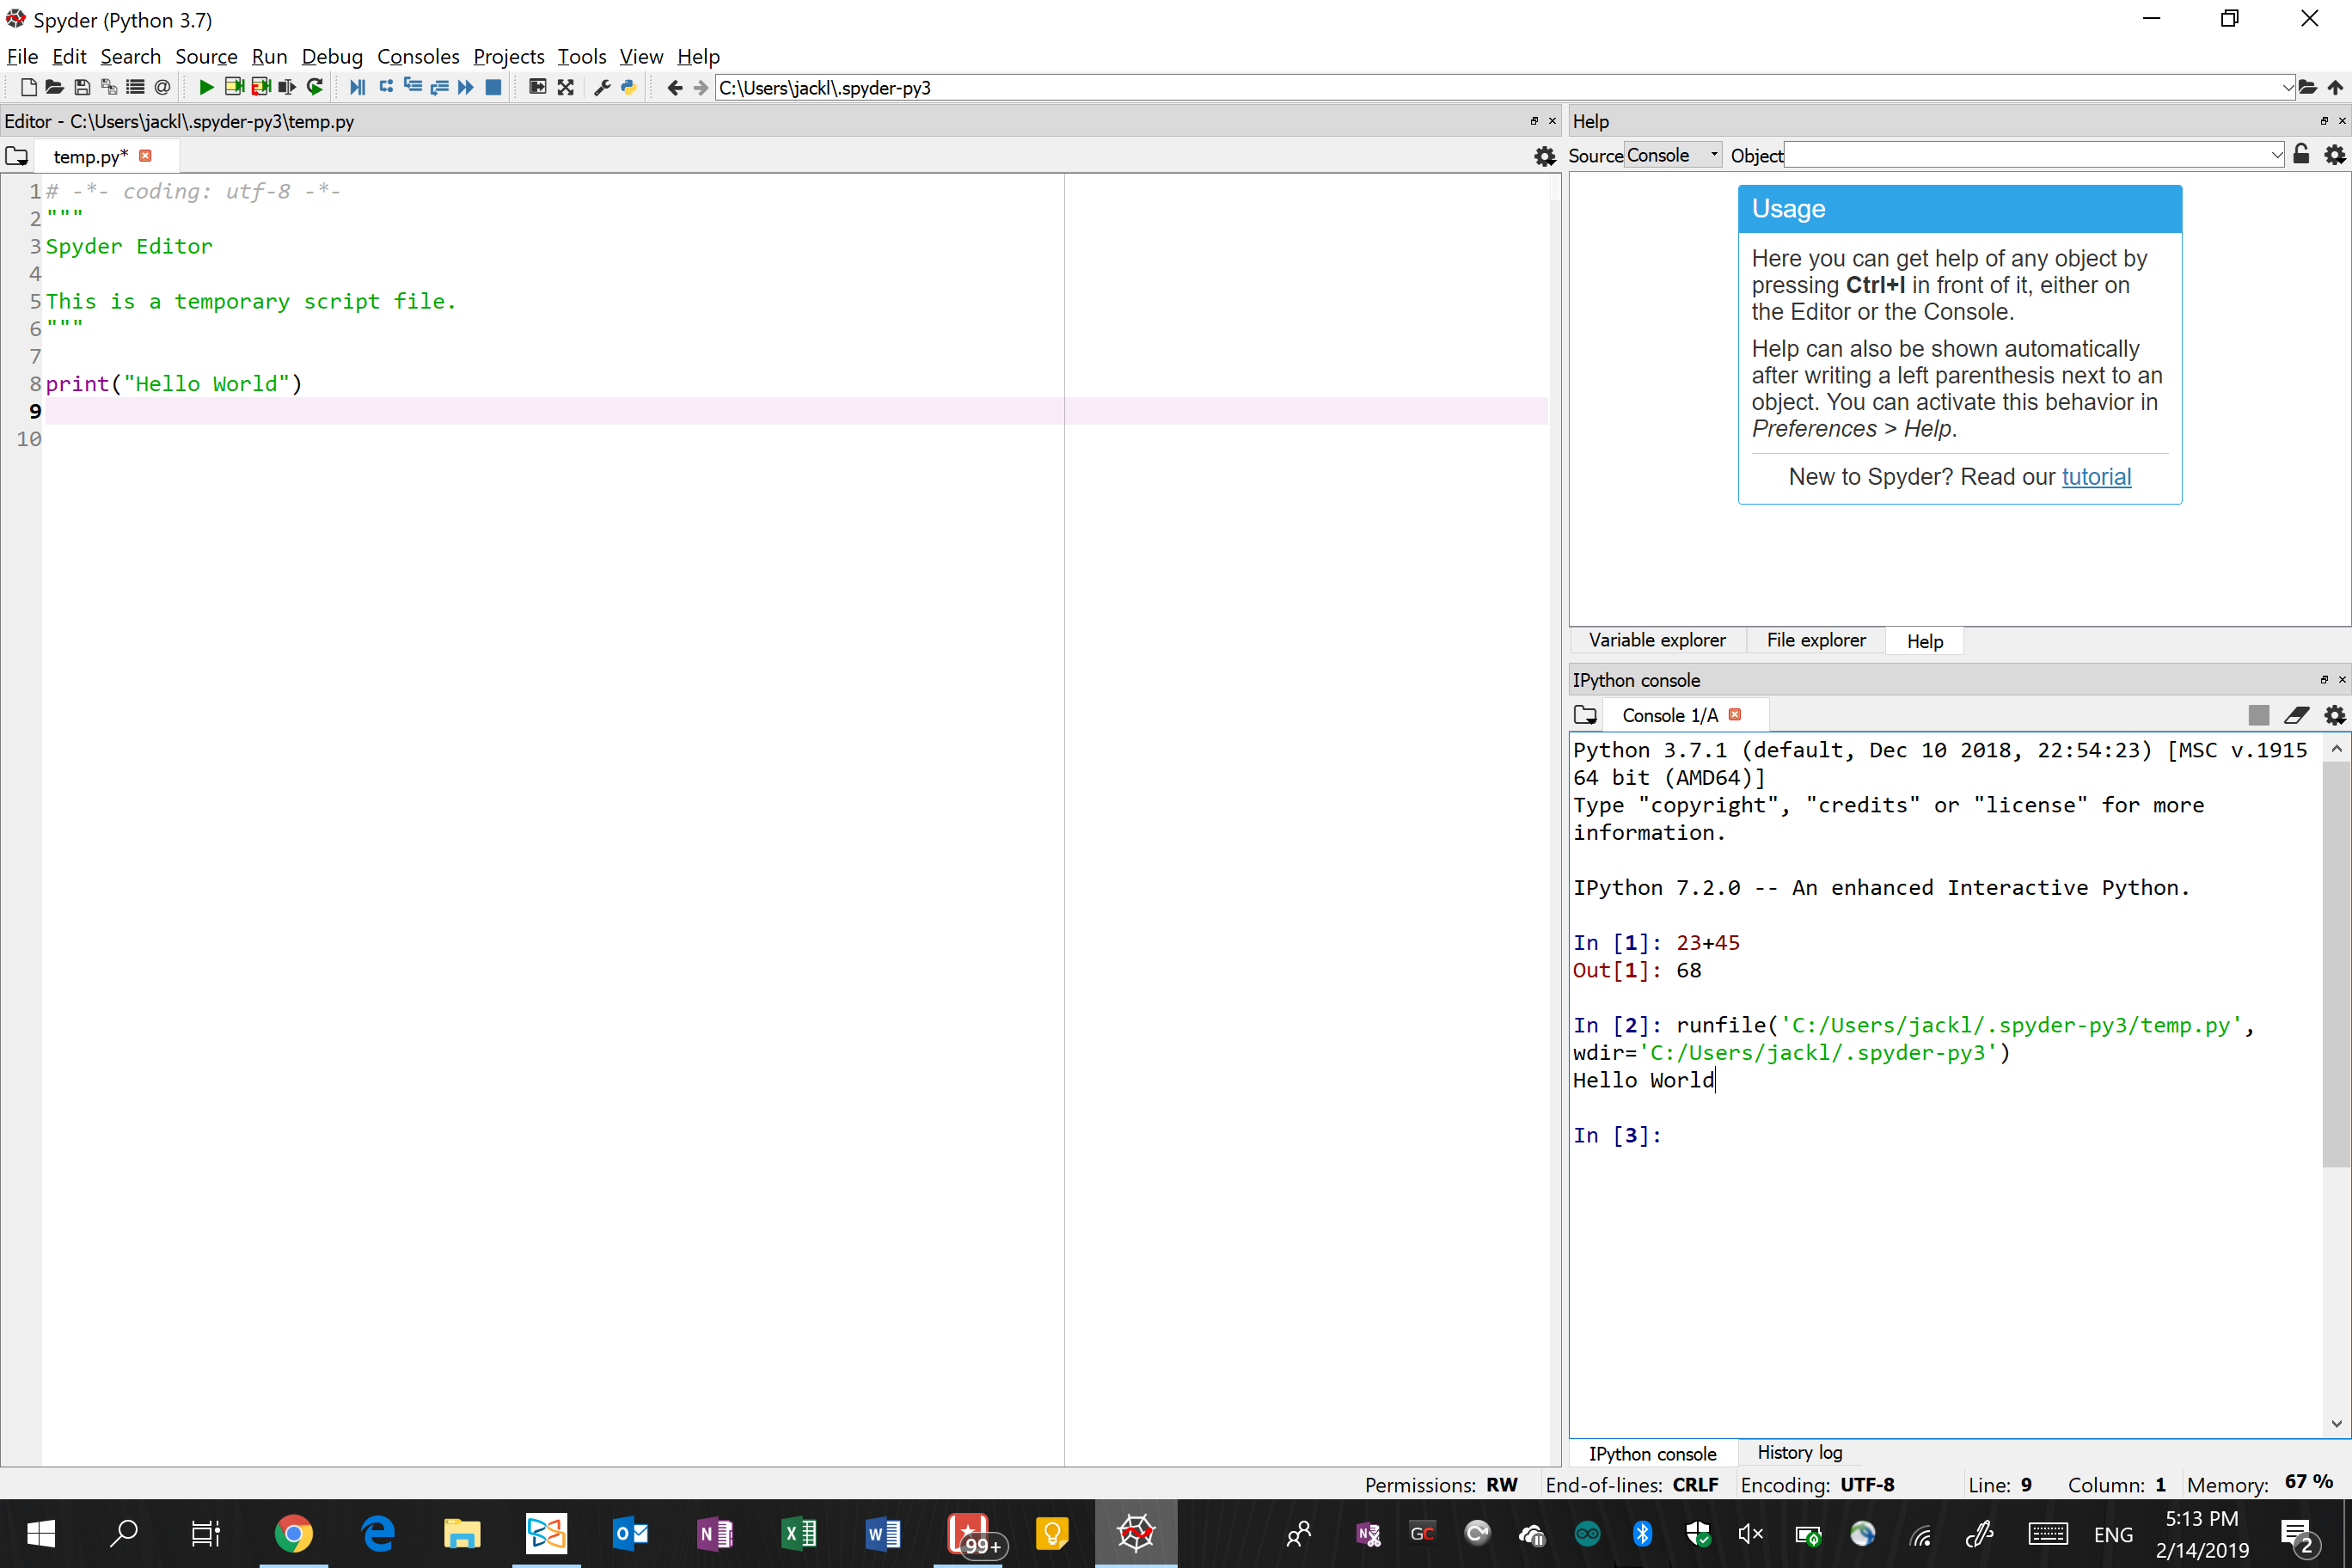 Spyder (Python 3.7)
File Edit Search Source Run Debug Consoles Projects Tools View Help
C:\Users\jackl\.spyder-py3
Editor - C:\Users\jackl\.spyder-py3\temp.py
temp.py*
1 # -*- coding: utf-8 -*-
2 """
3 Spyder Editor
4
5 This is a temporary script file.
6 """
7
8 print("Hello World")
9
10
Help
Source Console Object
Usage
Here you can get help of any object by
pressing Ctrl+I in front of it, either on
the Editor or the Console.
Help can also be shown automatically
after writing a left parenthesis next to an
object. You can activate this behavior in
Preferences > Help.
New to Spyder? Read our tutorial
Variable explorer File explorer Help
IPython console
Console 1/A
Python 3.7.1 (default, Dec 10 2018, 22:54:23) [MSC v.1915
64 bit (AMD64)]
Type "copyright", "credits" or "license" for more
information.
IPython 7.2.0 -- An enhanced Interactive Python.
In [1]: 23+45
Out[1]: 68
In [2]: runfile('C:/Users/jackl/.spyder-py3/temp.py',
wdir='C:/Users/jackl/.spyder-py3')
Hello World
In [3]:
IPython console History log
Permissions: RW End-of-lines: CRLF Encoding: UTF-8 Line: 9 Column: 1 Memory: 67 %
99+
GC
ENG
5:13 PM
2/14/2019
2